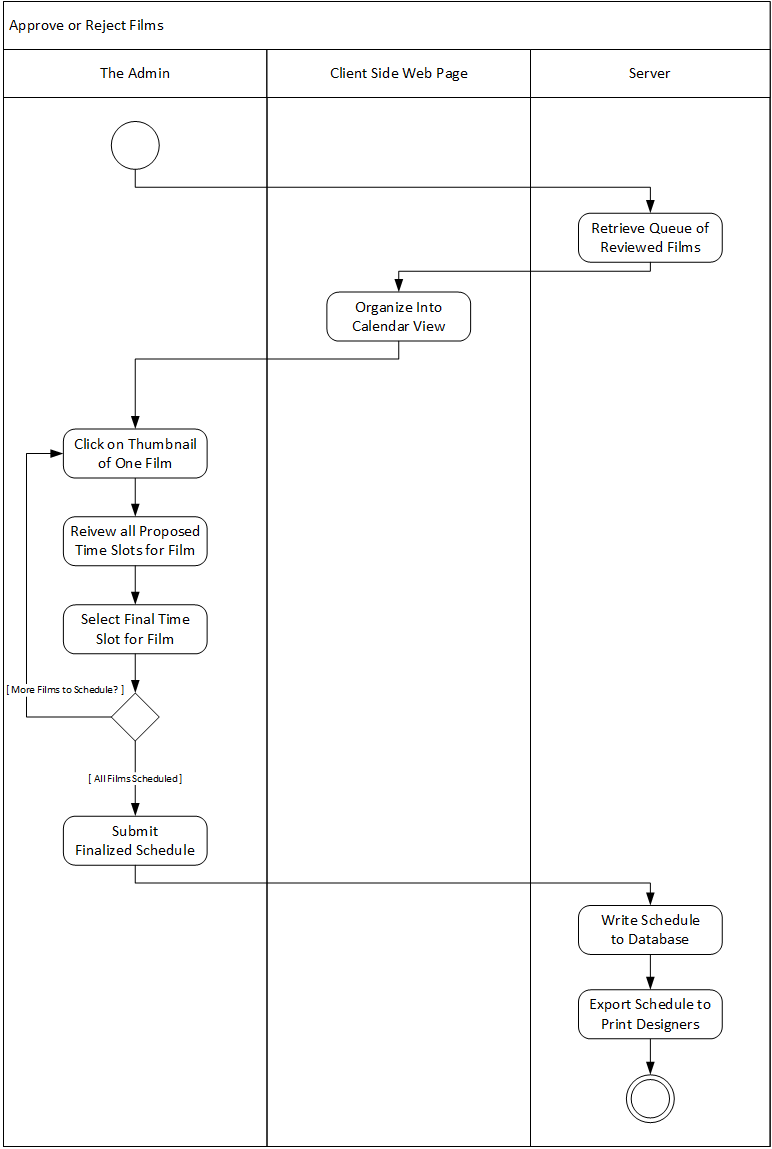 Approve or Reject Films
The Admin
Client Side Web Page
Server
Retrieve Queue of
Reviewed Films
Organize Into
Calendar View
Click on Thumbnail
of One Film
Reivew all Proposed
Time Slots for Film
Select Final Time
Slot for Film
[ More Films to Schedule? ]
[ All Films Scheduled ]
Submit
Finalized Schedule
Write Schedule
to Database
Export Schedule to
Print Designers